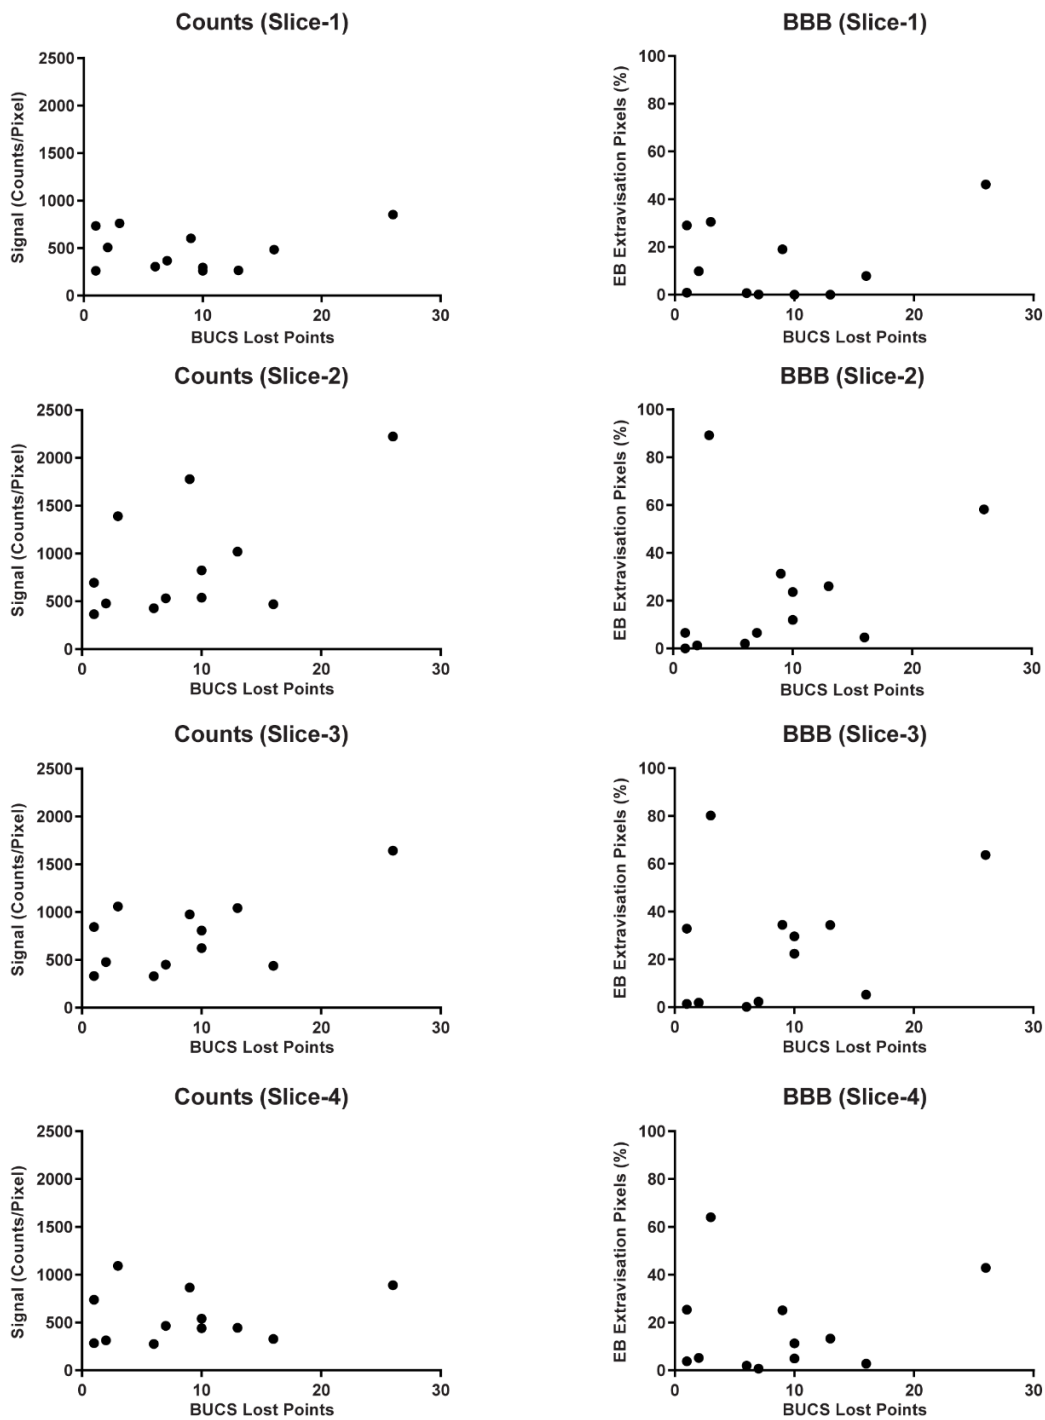 Counts (Slice-1)
Signal (Counts/Pixel)
2500
2000
1500
1000
500
0
0 10 20 30
BUCS Lost Points
BBB (Slice-1)
EB Extravisation Pixels (%)
100
80
60
40
20
0
0 10 20 30
BUCS Lost Points
Counts (Slice-2)
Signal (Counts/Pixel)
2500
2000
1500
1000
500
0
0 10 20 30
BUCS Lost Points
BBB (Slice-2)
EB Extravisation Pixels (%)
100
80
60
40
20
0
0 10 20 30
BUCS Lost Points
Counts (Slice-3)
Signal (Counts/Pixel)
2500
2000
1500
1000
500
0
0 10 20 30
BUCS Lost Points
BBB (Slice-3)
EB Extravisation Pixels (%)
100
80
60
40
20
0
0 10 20 30
BUCS Lost Points
Counts (Slice-4)
Signal (Counts/Pixel)
2500
2000
1500
1000
500
0
0 10 20 30
BUCS Lost Points
BBB (Slice-4)
EB Extravisation Pixels (%)
100
80
60
40
20
0
0 10 20 30
BUCS Lost Points